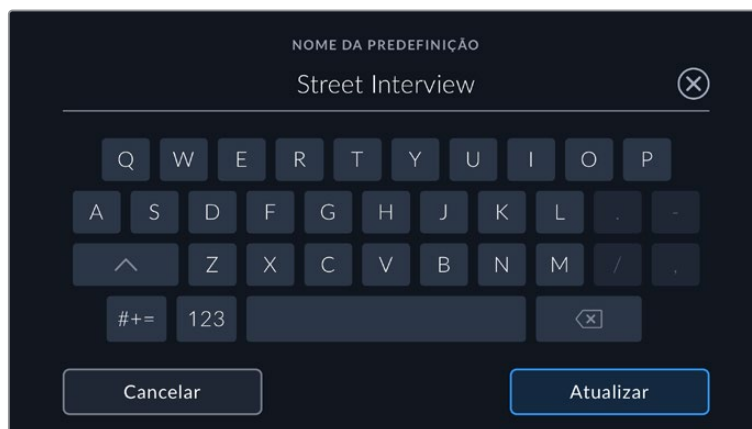 NOME DA PREDEFINIÇÃO
Street Interview
Q W E R T Y U I O P
A S D F G H J K L . -
Z X C V B N M / ,
#+= 123
Cancelar Atualizar